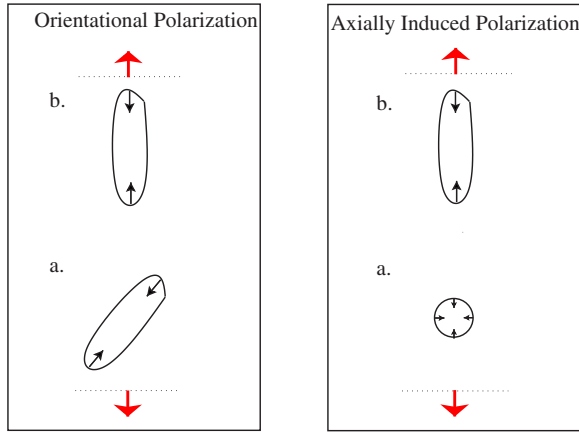 Orientational Polarization
b.
a.
Axially Induced Polarization
b.
a.